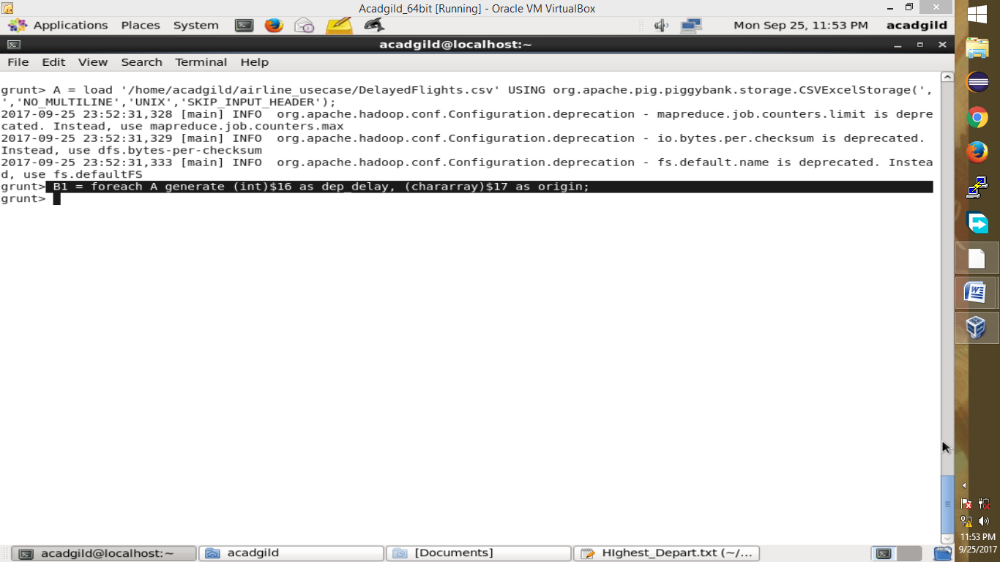 Acadgild_64bit [Running] - Oracle VM VirtualBox
Applications Places System Mon Sep 25, 11:53 PM acadgild
acadgild@localhost:~
File Edit View Search Terminal Help
grunt> A = load '/home/acadgild/airline_usecase/DelayedFlights.csv' USING org.apache.pig.piggybank.storage.CSVExcelStorage(',
','NO_MULTILINE','UNIX','SKIP_INPUT_HEADER');
2017-09-25 23:52:31,328 [main] INFO  org.apache.hadoop.conf.Configuration.deprecation - mapreduce.job.counters.limit is depre
cated. Instead, use mapreduce.job.counters.max
2017-09-25 23:52:31,329 [main] INFO  org.apache.hadoop.conf.Configuration.deprecation - io.bytes.per.checksum is deprecated.
Instead, use dfs.bytes-per-checksum
2017-09-25 23:52:31,333 [main] INFO  org.apache.hadoop.conf.Configuration.deprecation - fs.default.name is deprecated. Instea
d, use fs.defaultFS
grunt> B1 = foreach A generate (int)$16 as dep_delay, (chararray)$17 as origin;
grunt>
acadgild@localhost:~ acadgild [Documents] HIghest_Depart.txt (~/...
11:53 PM
9/25/2017